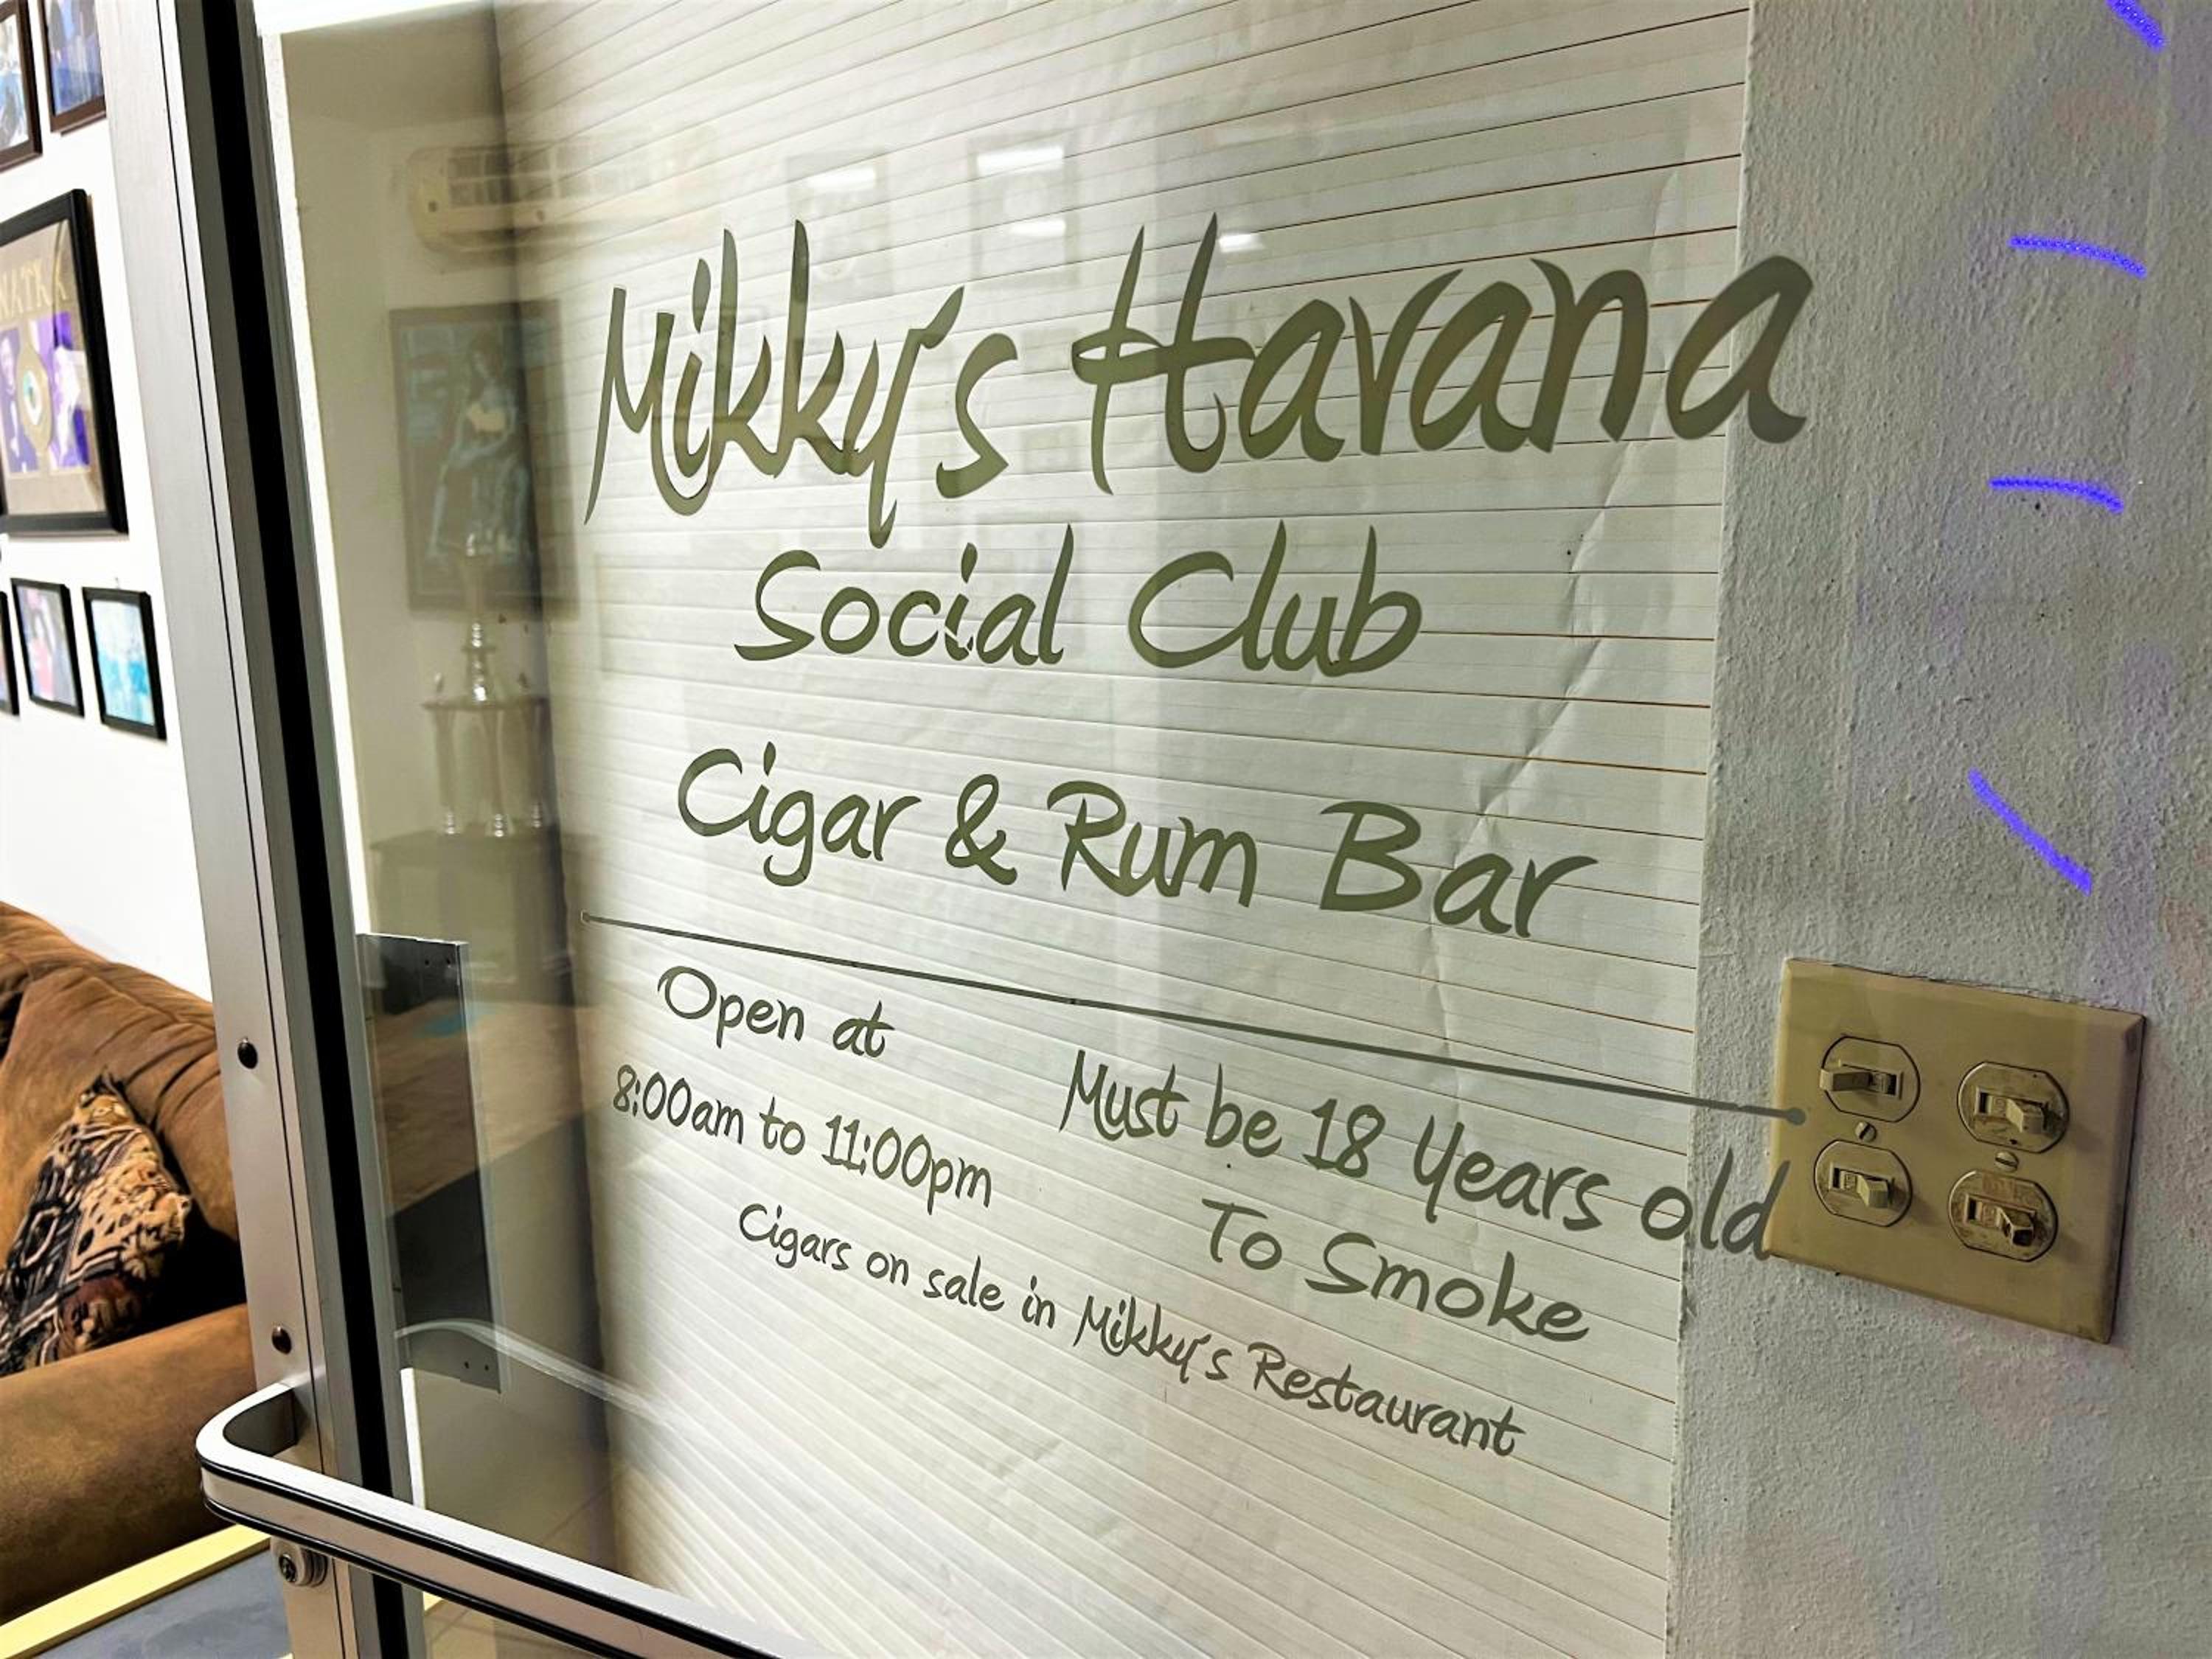 Mikky's Havana
Social Club
Cigar & Rum Bar
Open at
8:00am to 11:00pm
Must be 18 Years old
To Smoke
Cigars on sale in Mikky's Restaurant